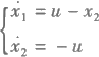 ẋ₁ = u − x₂
ẋ₂ = −u